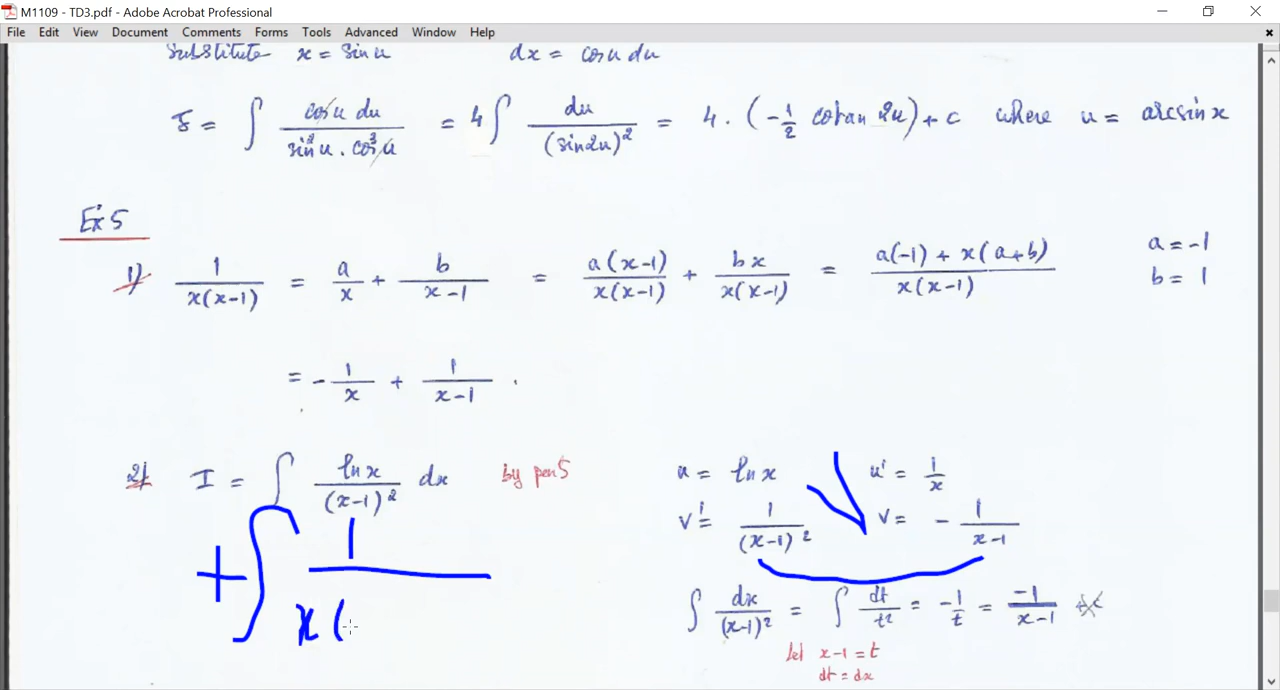 M1109 - TD3.pdf - Adobe Acrobat Professional
File Edit View Document Comments Forms Tools Advanced Window Help
Substitute x = sin u dx = cos u du
= ∫ cos u du / (sin² u . cos³ u) = 4 ∫ du / (sin 2u)² = 4 . (-1/2 cotan 2u) + c where u = arcsin x
Ex 5
1) 1 / (x(x-1)) = a/x + b/(x-1) = a(x-1) / (x(x-1)) + bx / (x(x-1)) = (a(-1) + x(a+b)) / (x(x-1)) a = -1
b = 1
= - 1/x + 1/(x-1) .
2) I = ∫ ln x / (x-1)² dx by parts u = ln x u' = 1/x
v' = 1/(x-1)² v = - 1/(x-1)
+ ∫ 1 / x(
∫ dx/(x-1)² = ∫ dt/t² = -1/t = -1/(x-1) + c
let x-1 = t
dt = dx